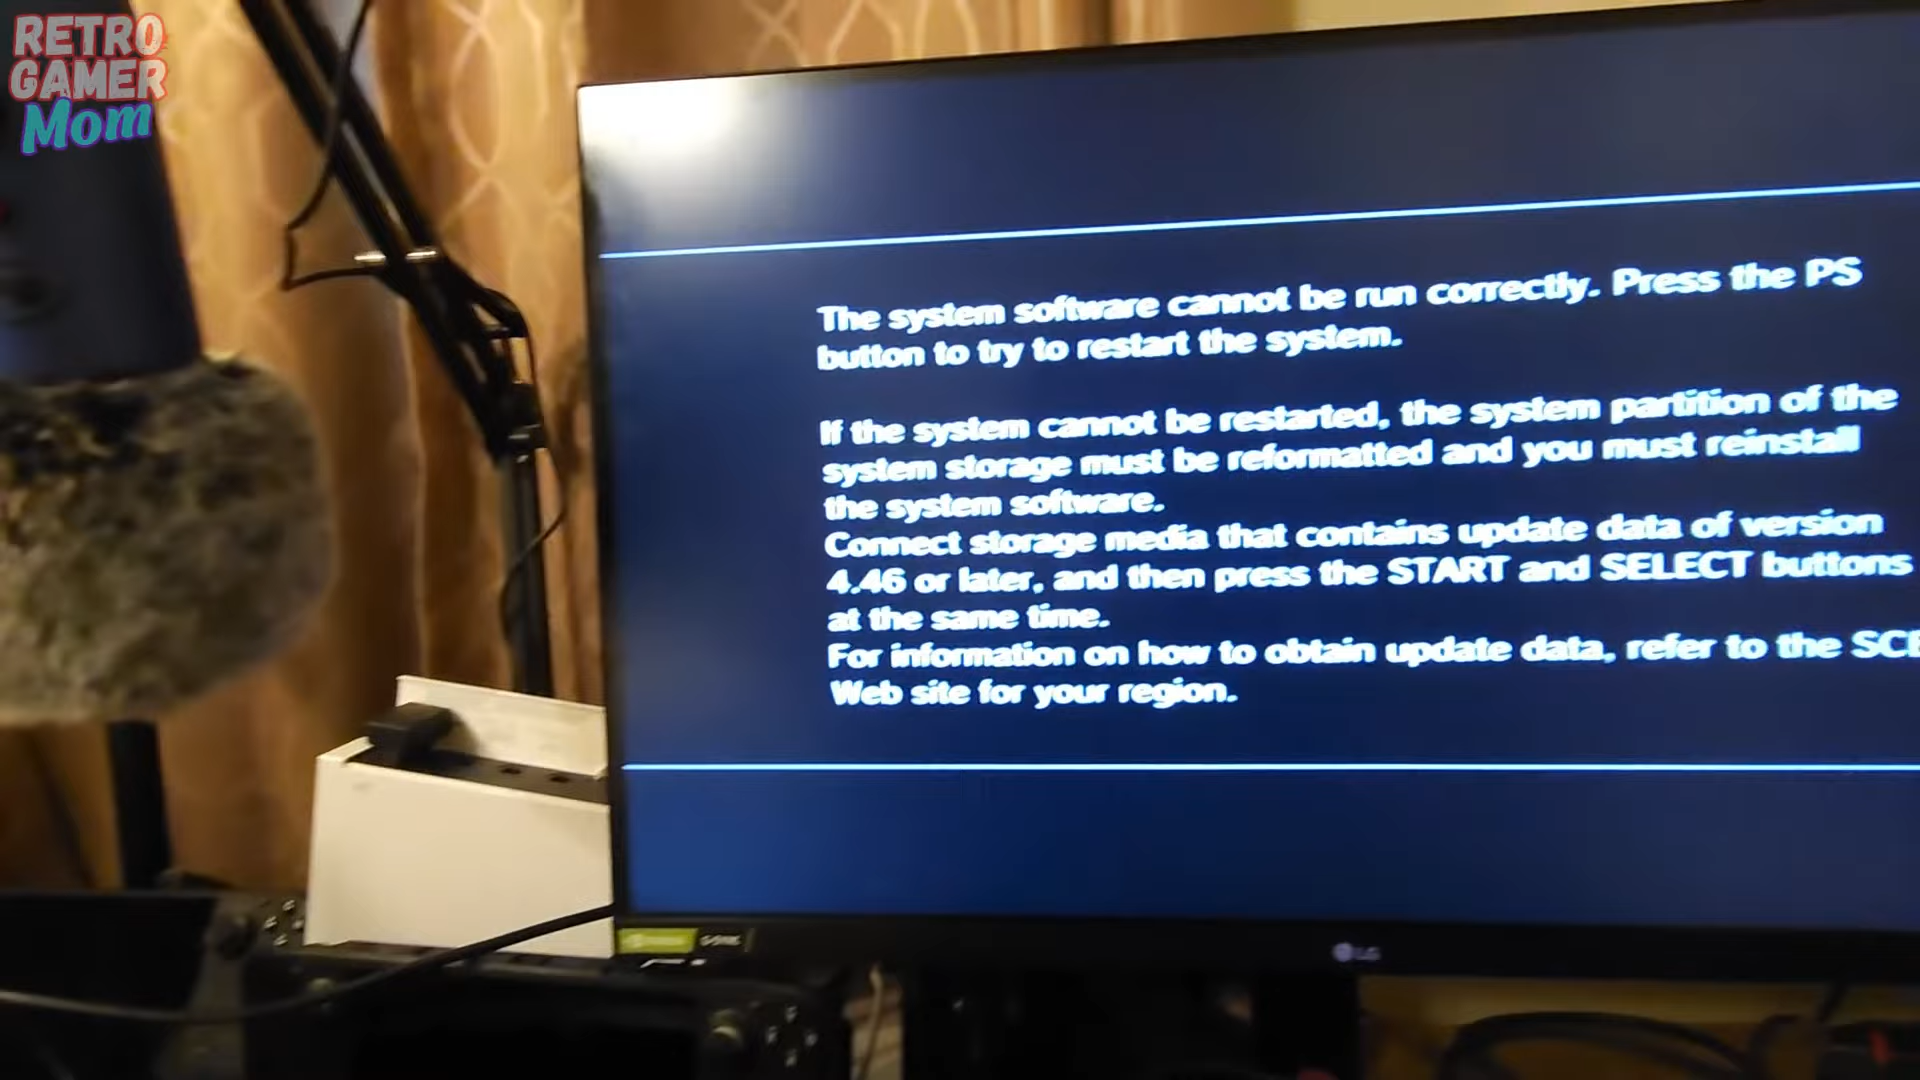 RETRO
GAMER
Mom
The system software cannot be run correctly. Press the PS
button to try to restart the system.
If the system cannot be restarted, the system partition of the
system storage must be reformatted and you must reinstall
the system software.
Connect storage media that contains update data of version
4.46 or later, and then press the START and SELECT buttons
at the same time.
For information on how to obtain update data, refer to the SCE
Web site for your region.
G-SYNC
LG